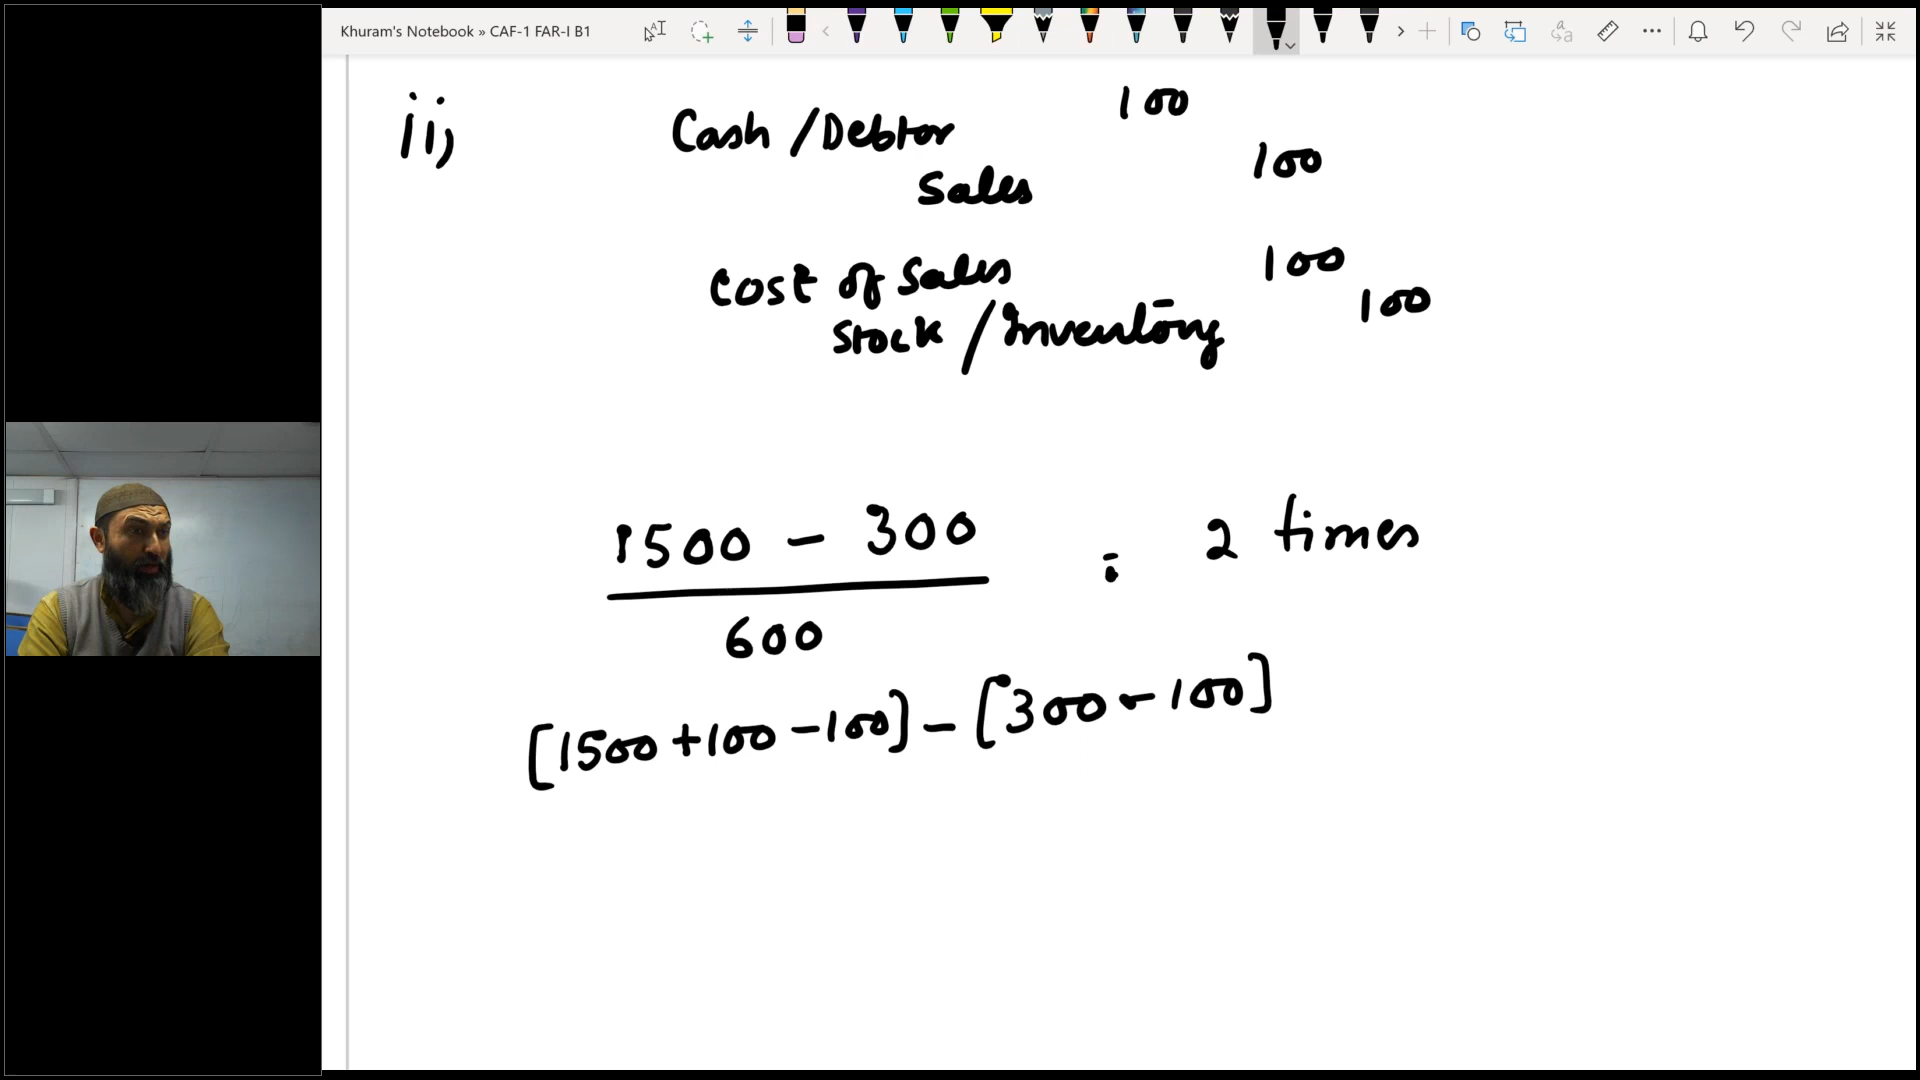 Khuram's Notebook » CAF-1 FAR-I B1
ii,
Cash /Debtor 100
Sales 100
Cost of Sales 100
Stock /Inventory 100
1500 - 300
600
: 2 times
[1500+100-100] - [300-100]